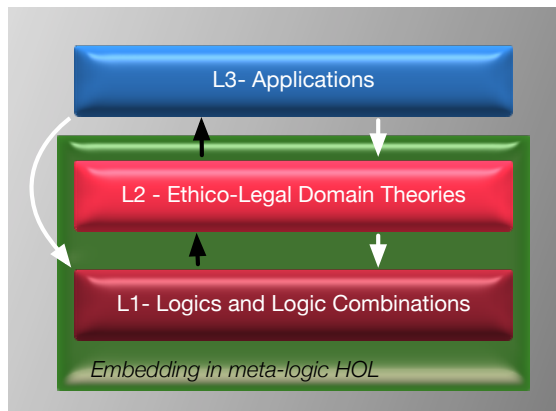 L3- Applications
L2 - Ethico-Legal Domain Theories
L1- Logics and Logic Combinations
Embedding in meta-logic HOL